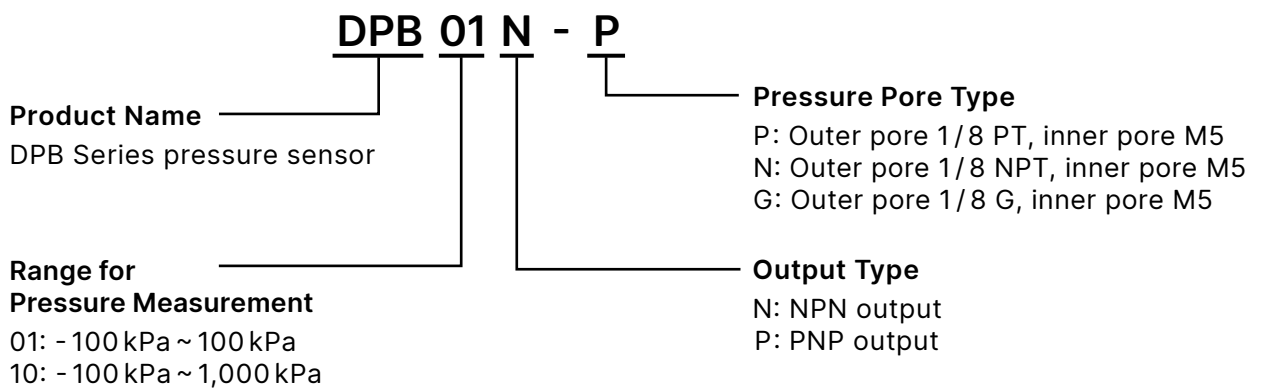 DPB 01 N - P
Product Name
DPB Series pressure sensor
Range for
Pressure Measurement
01: -100 kPa ~ 100 kPa
10: -100 kPa ~ 1,000 kPa
Pressure Pore Type
P: Outer pore 1/8 PT, inner pore M5
N: Outer pore 1/8 NPT, inner pore M5
G: Outer pore 1/8 G, inner pore M5
Output Type
N: NPN output
P: PNP output